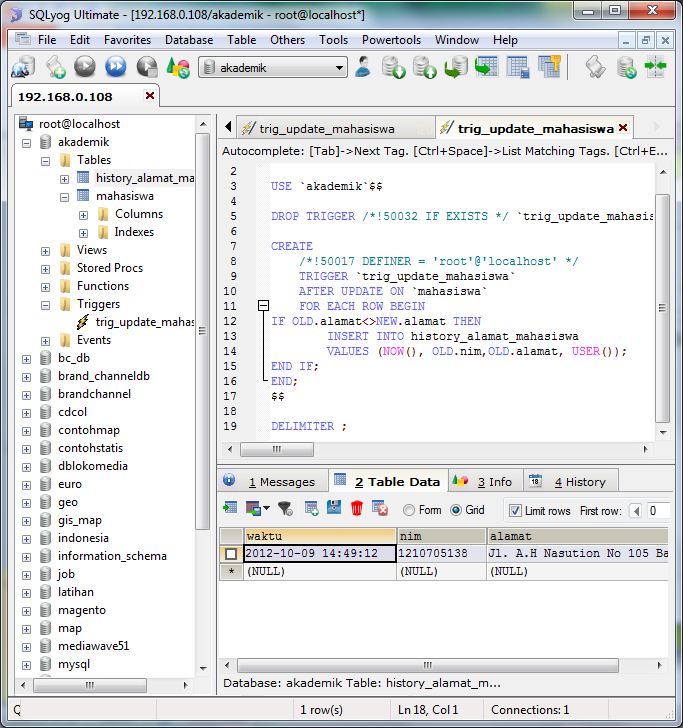 SQLyog Ultimate - [192.168.0.108/akademik - root@localhost*]
File Edit Favorites Database Table Others Tools Powertools Window Help
akademik
192.168.0.108
root@localhost
akademik
Tables
history_alamat_ma
mahasiswa
Columns
Indexes
Views
Stored Procs
Functions
Triggers
trig_update_mahas
Events
bc_db
brand_channeldb
brandchannel
cdcol
contohmap
contohstatis
dblokomedia
euro
geo
gis_map
indonesia
information_schema
job
latihan
magento
map
mediawave51
mysql
trig_update_mahasiswa trig_update_mahasiswa
Autocomplete: [Tab]->Next Tag. [Ctrl+Space]->List Matching Tags. [Ctrl+E...
2
3 USE `akademik`$$
4
5 DROP TRIGGER /*!50032 IF EXISTS */ `trig_update_mahasis
6
7 CREATE
8 /*!50017 DEFINER = 'root'@'localhost' */
9 TRIGGER `trig_update_mahasiswa`
10 AFTER UPDATE ON `mahasiswa`
11 FOR EACH ROW BEGIN
12 IF OLD.alamat<>NEW.alamat THEN
13 INSERT INTO history_alamat_mahasiswa
14 VALUES (NOW(), OLD.nim,OLD.alamat, USER());
15 END IF;
16 END;
17 $$
18
19 DELIMITER ;
1 Messages 2 Table Data 3 Info 4 History
Form Grid Limit rows First row: 0
waktu nim alamat
2012-10-09 14:49:12 1210705138 Jl. A.H Nasution No 105 Ba
* (NULL) (NULL) (NULL)
Database: akademik Table: history_alamat_m...
Q 1 row(s) Ln 18, Col 1 Connections: 1